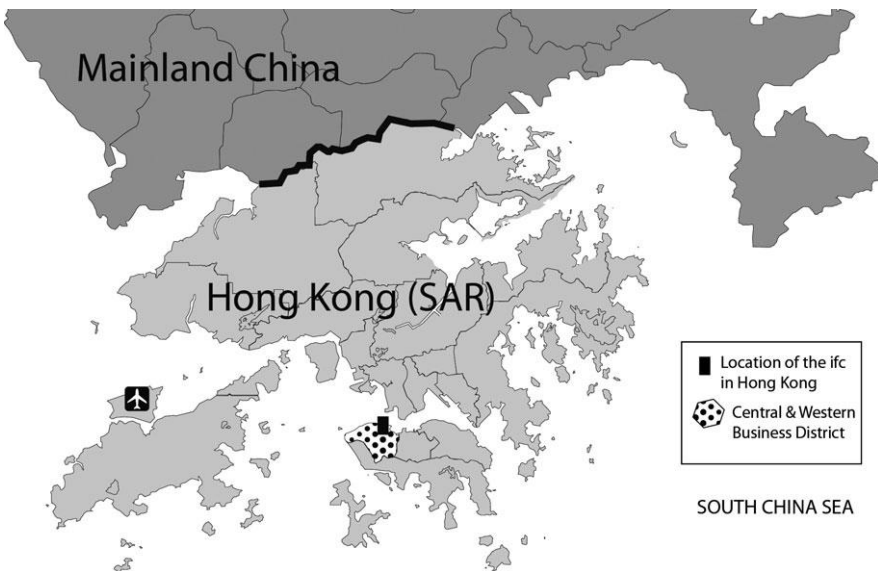 Mainland China
Hong Kong (SAR)
Location of the ifc
in Hong Kong
Central & Western
Business District
SOUTH CHINA SEA